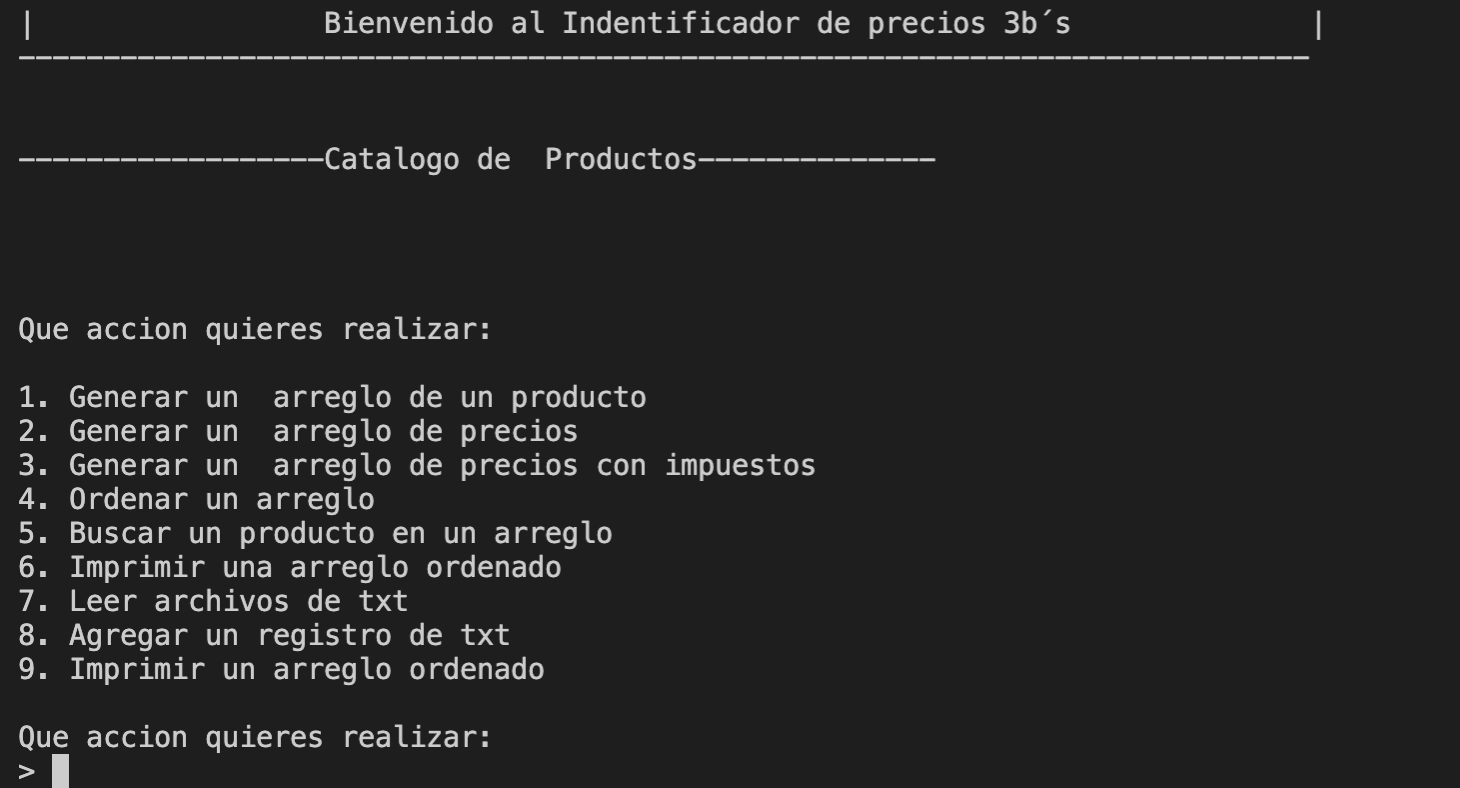 |                 Bienvenido al Indentificador de precios 3b´s              |
----------------------------------------------------------------------------
------------------Catalogo de  Productos--------------
Que accion quieres realizar:
1. Generar un  arreglo de un producto
2. Generar un  arreglo de precios
3. Generar un  arreglo de precios con impuestos
4. Ordenar un arreglo
5. Buscar un producto en un arreglo
6. Imprimir una arreglo ordenado
7. Leer archivos de txt
8. Agregar un registro de txt
9. Imprimir un arreglo ordenado
Que accion quieres realizar:
>